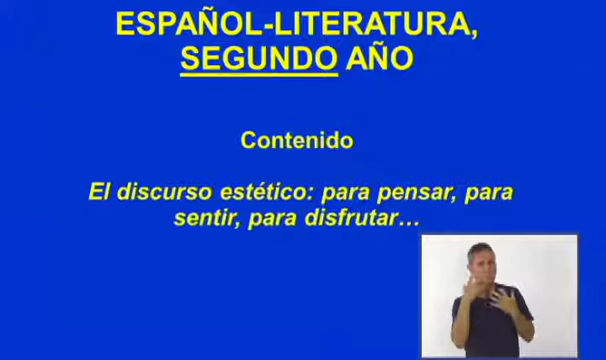 ESPAÑOL-LITERATURA,
SEGUNDO AÑO
Contenido
El discurso estético: para pensar, para
sentir, para disfrutar…